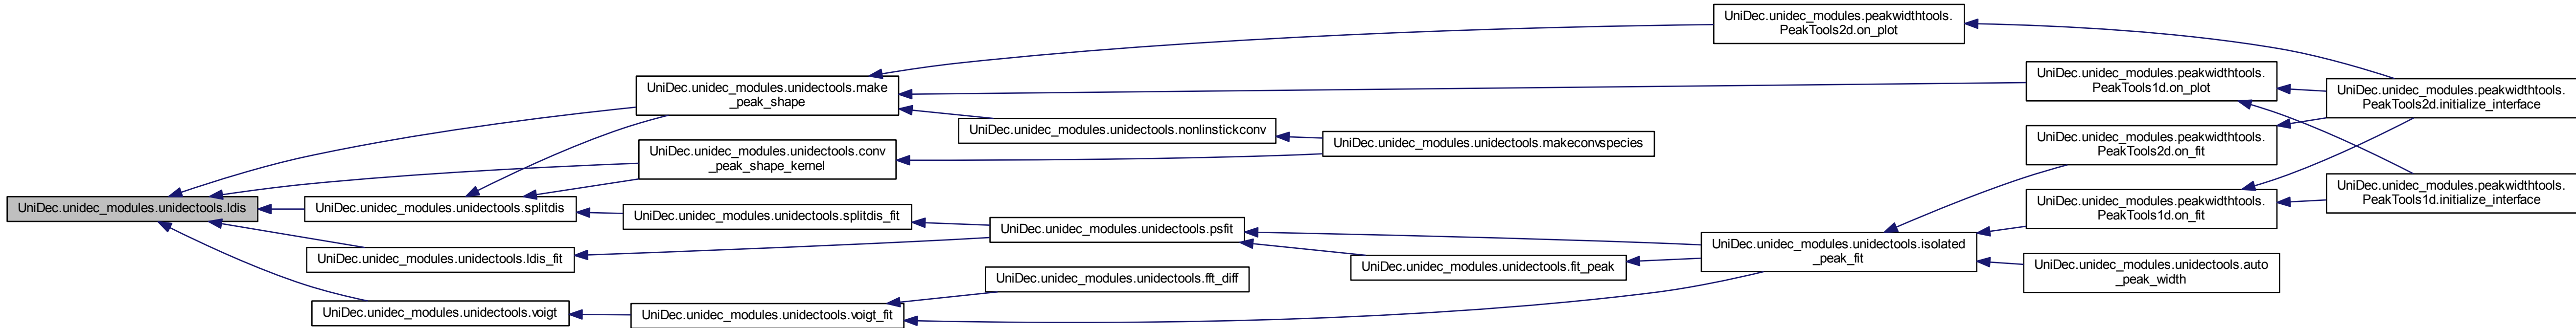 UniDec.unidec_modules.peakwidthtools.
PeakTools2d.on_plot
UniDec.unidec_modules.unidectools.make
_peak_shape
UniDec.unidec_modules.peakwidthtools.
PeakTools1d.on_plot
UniDec.unidec_modules.peakwidthtools.
PeakTools2d.initialize_interface
UniDec.unidec_modules.unidectools.nonlinstickconv
UniDec.unidec_modules.unidectools.makeconvspecies
UniDec.unidec_modules.peakwidthtools.
PeakTools2d.on_fit
UniDec.unidec_modules.unidectools.conv
_peak_shape_kernel
UniDec.unidec_modules.unidectools.ldis
UniDec.unidec_modules.unidectools.splitdis
UniDec.unidec_modules.unidectools.splitdis_fit
UniDec.unidec_modules.peakwidthtools.
PeakTools1d.on_fit
UniDec.unidec_modules.peakwidthtools.
PeakTools1d.initialize_interface
UniDec.unidec_modules.unidectools.psfit
UniDec.unidec_modules.unidectools.ldis_fit
UniDec.unidec_modules.unidectools.isolated
_peak_fit
UniDec.unidec_modules.unidectools.fit_peak
UniDec.unidec_modules.unidectools.auto
_peak_width
UniDec.unidec_modules.unidectools.fft_diff
UniDec.unidec_modules.unidectools.voigt
UniDec.unidec_modules.unidectools.voigt_fit